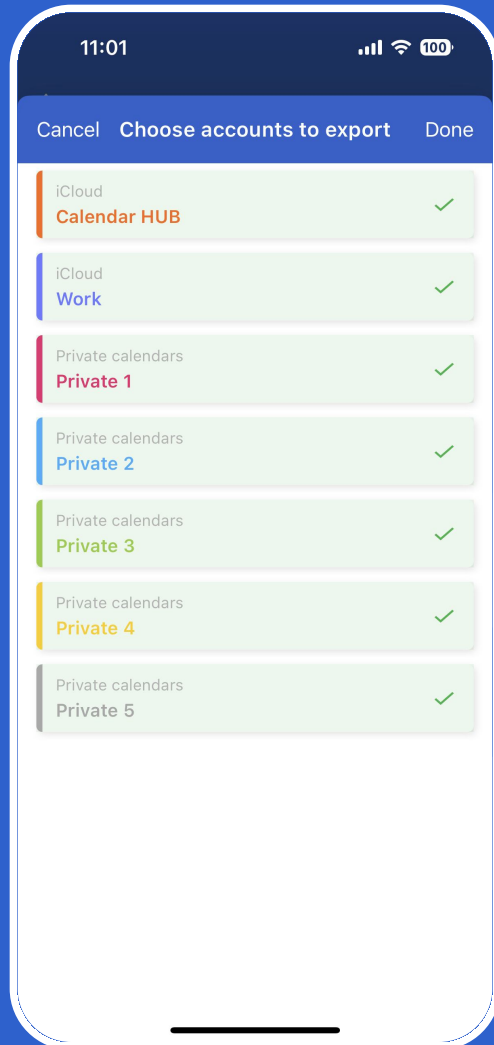 11:01
100
Cancel Choose accounts to export Done
iCloud
Calendar HUB
iCloud
Work
Private calendars
Private 1
Private calendars
Private 2
Private calendars
Private 3
Private calendars
Private 4
Private calendars
Private 5